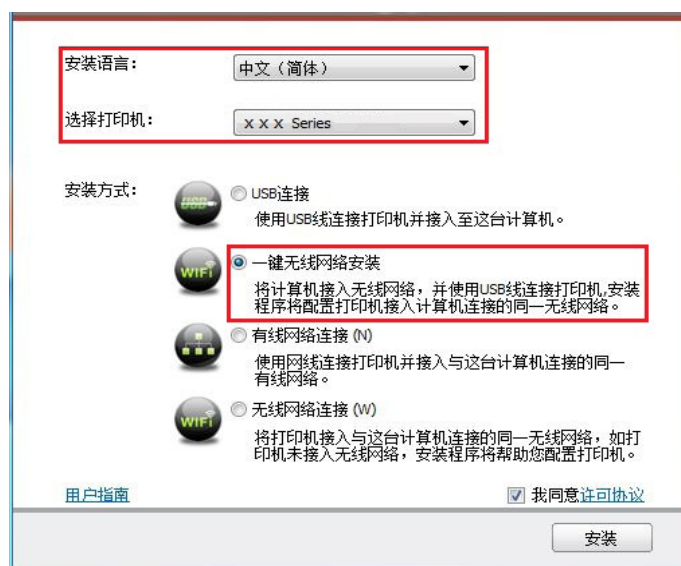 安装语言：
中文（简体）
选择打印机：
x x x Series
安装方式：
USB
USB连接
使用USB线连接打印机并接入至这台计算机。
WiFi
一键无线网络安装
将计算机接入无线网络，并使用USB线连接打印机,安装
程序将配置打印机接入计算机连接的同一无线网络。
有线网络连接 (N)
使用网线连接打印机并接入与这台计算机连接的同一
有线网络。
WiFi
无线网络连接 (W)
将打印机接入与这台计算机连接的同一无线网络，如打
印机未接入无线网络，安装程序将帮助您配置打印机。
用户指南
我同意许可协议
安装